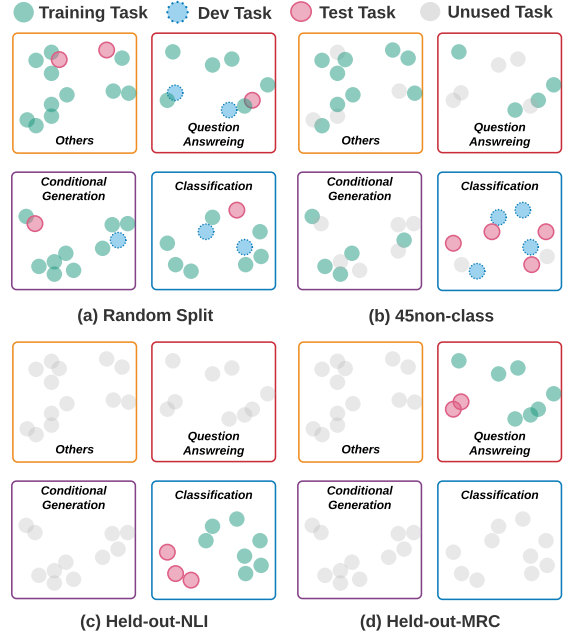 Training Task Dev Task Test Task Unused Task
Others
Question
Answreing
Others
Question
Answreing
Conditional
Generation
Classification
Conditional
Generation
Classification
(a) Random Split
(b) 45non-class
Others
Question
Answreing
Others
Question
Answreing
Conditional
Generation
Classification
Conditional
Generation
Classification
(c) Held-out-NLI
(d) Held-out-MRC